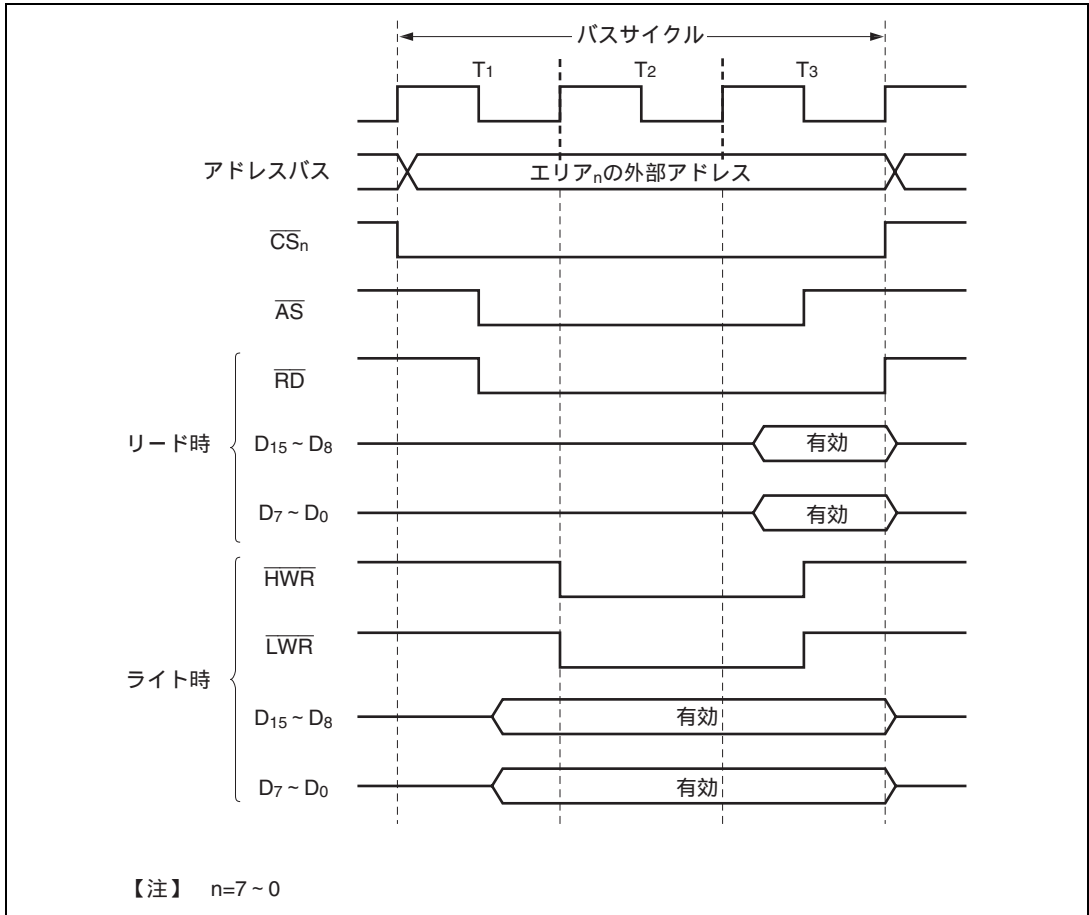 バスサイクル
T1 T2 T3
アドレスバス エリアnの外部アドレス
CSn
AS
RD
リード時 D15~D8 有効
D7~D0 有効
HWR
LWR
ライト時
D15~D8 有効
D7~D0 有効
【注】 n=7~0